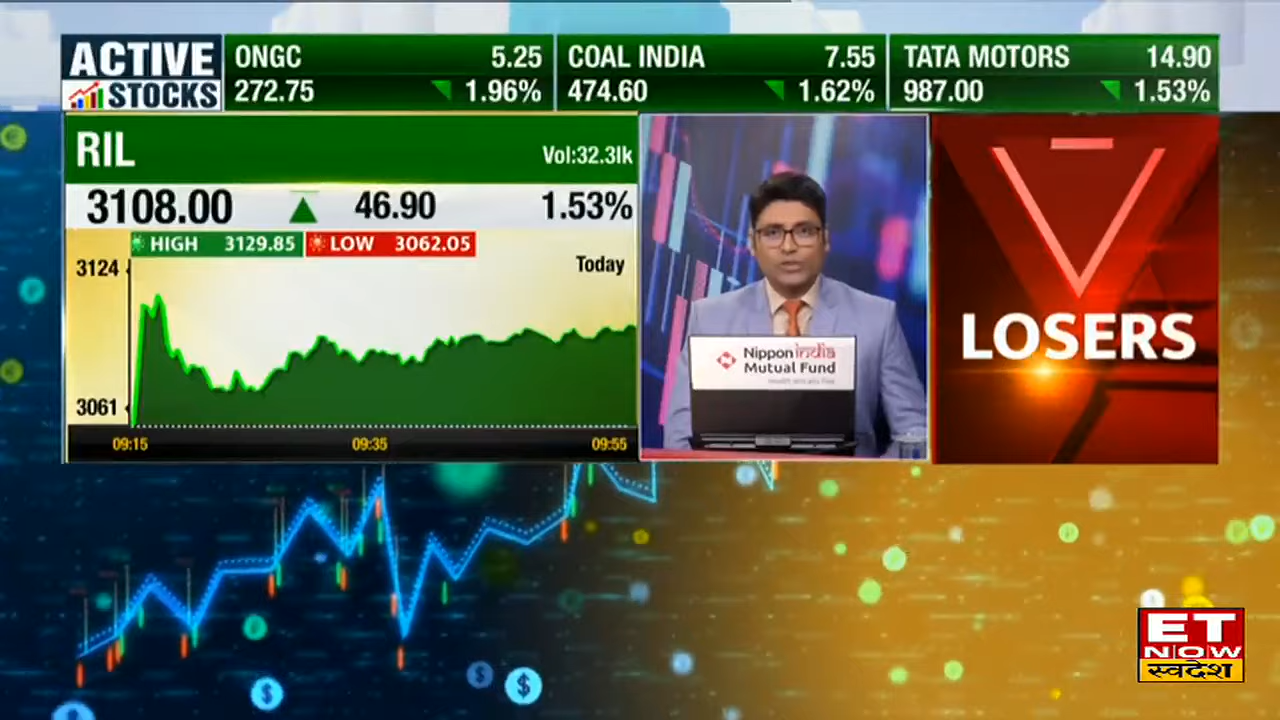 ACTIVE
STOCKS
ONGC 5.25
272.75 1.96%
COAL INDIA 7.55
474.60 1.62%
TATA MOTORS 14.90
987.00 1.53%
RIL Vol:32.3lk
3108.00 46.90 1.53%
HIGH 3129.85 LOW 3062.05
3124 Today
3061
09:15 09:35 09:55
Nippon india
Mutual Fund
LOSERS
ET
NOW
स्वदेश